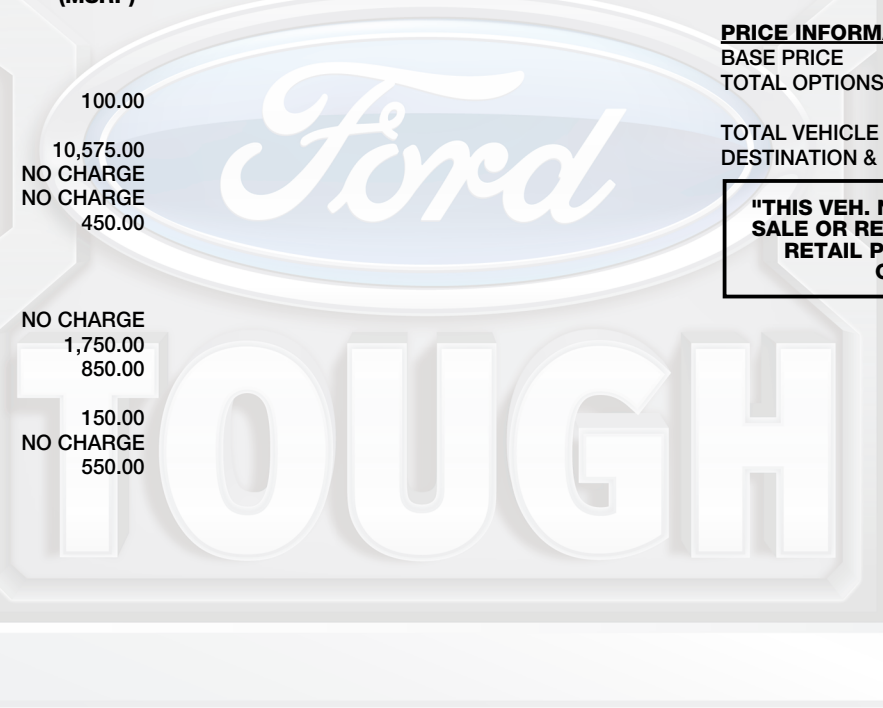 (MSRP)
100.00
10,575.00
NO CHARGE
NO CHARGE
450.00
NO CHARGE
1,750.00
850.00
150.00
NO CHARGE
550.00
PRICE
BASE PRICE
TOTAL OPTIONS
TOTAL VEHICLE
DESTINATION &
"THIS VEH.
SALE OR
RETAIL
Ford
TOUGH